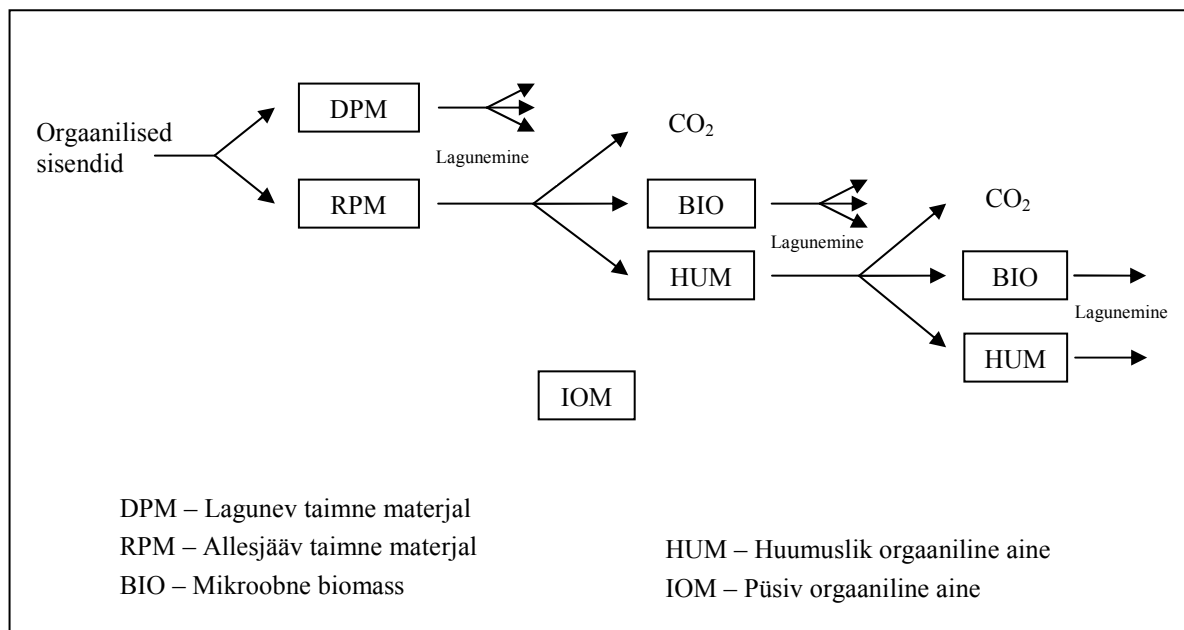 DPM
Orgaanilised
sisendid
CO₂
Lagunemine
RPM
BIO
CO₂
Lagunemine
HUM
BIO
Lagunemine
HUM
IOM
DPM – Lagunev taimne materjal
RPM – Allesjääv taimne materjal
BIO – Mikroobne biomass
HUM – Huumuslik orgaaniline aine
IOM – Püsiv orgaaniline aine